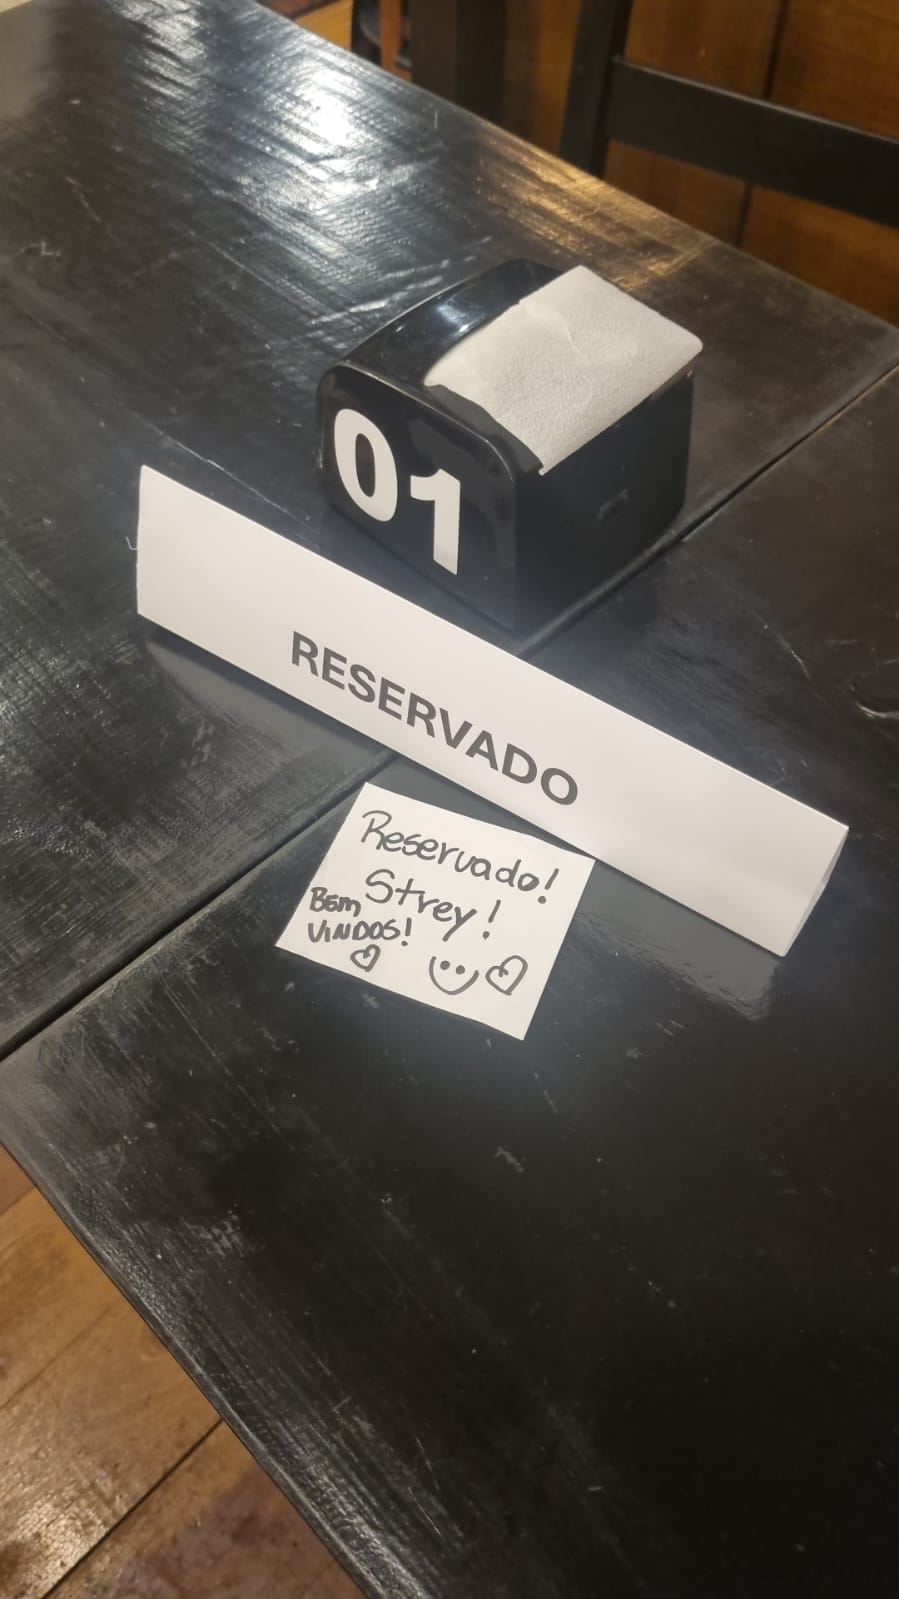 01
RESERVADO
Reservado!
Strey!
BEM
VINDOS!